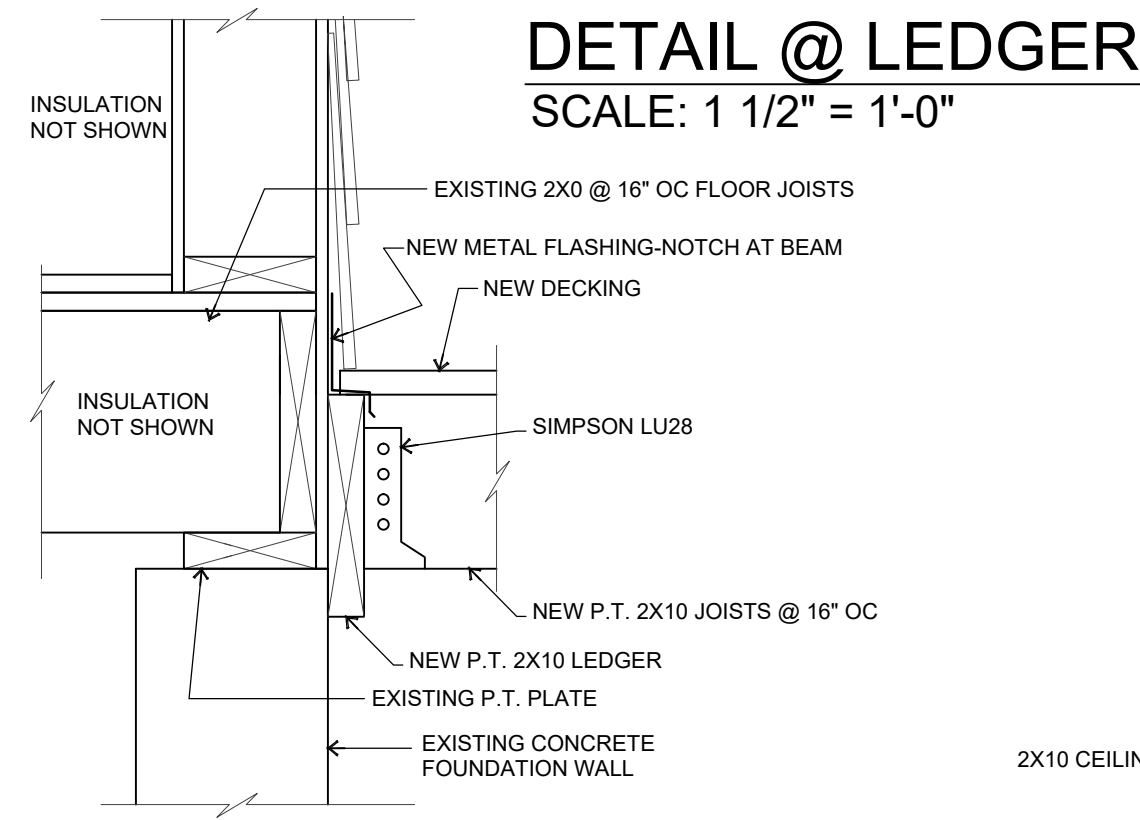 DETAIL @ LEDGER
SCALE: 1 1/2" = 1'-0"
INSULATION
NOT SHOWN
EXISTING 2X0 @ 16" OC FLOOR JOISTS
NEW METAL FLASHING-NOTCH AT BEAM
NEW DECKING
INSULATION
NOT SHOWN
SIMPSON LU28
NEW P.T. 2X10 JOISTS @ 16" OC
NEW P.T. 2X10 LEDGER
EXISTING P.T. PLATE
EXISTING CONCRETE
FOUNDATION WALL
2X10 CEILIN